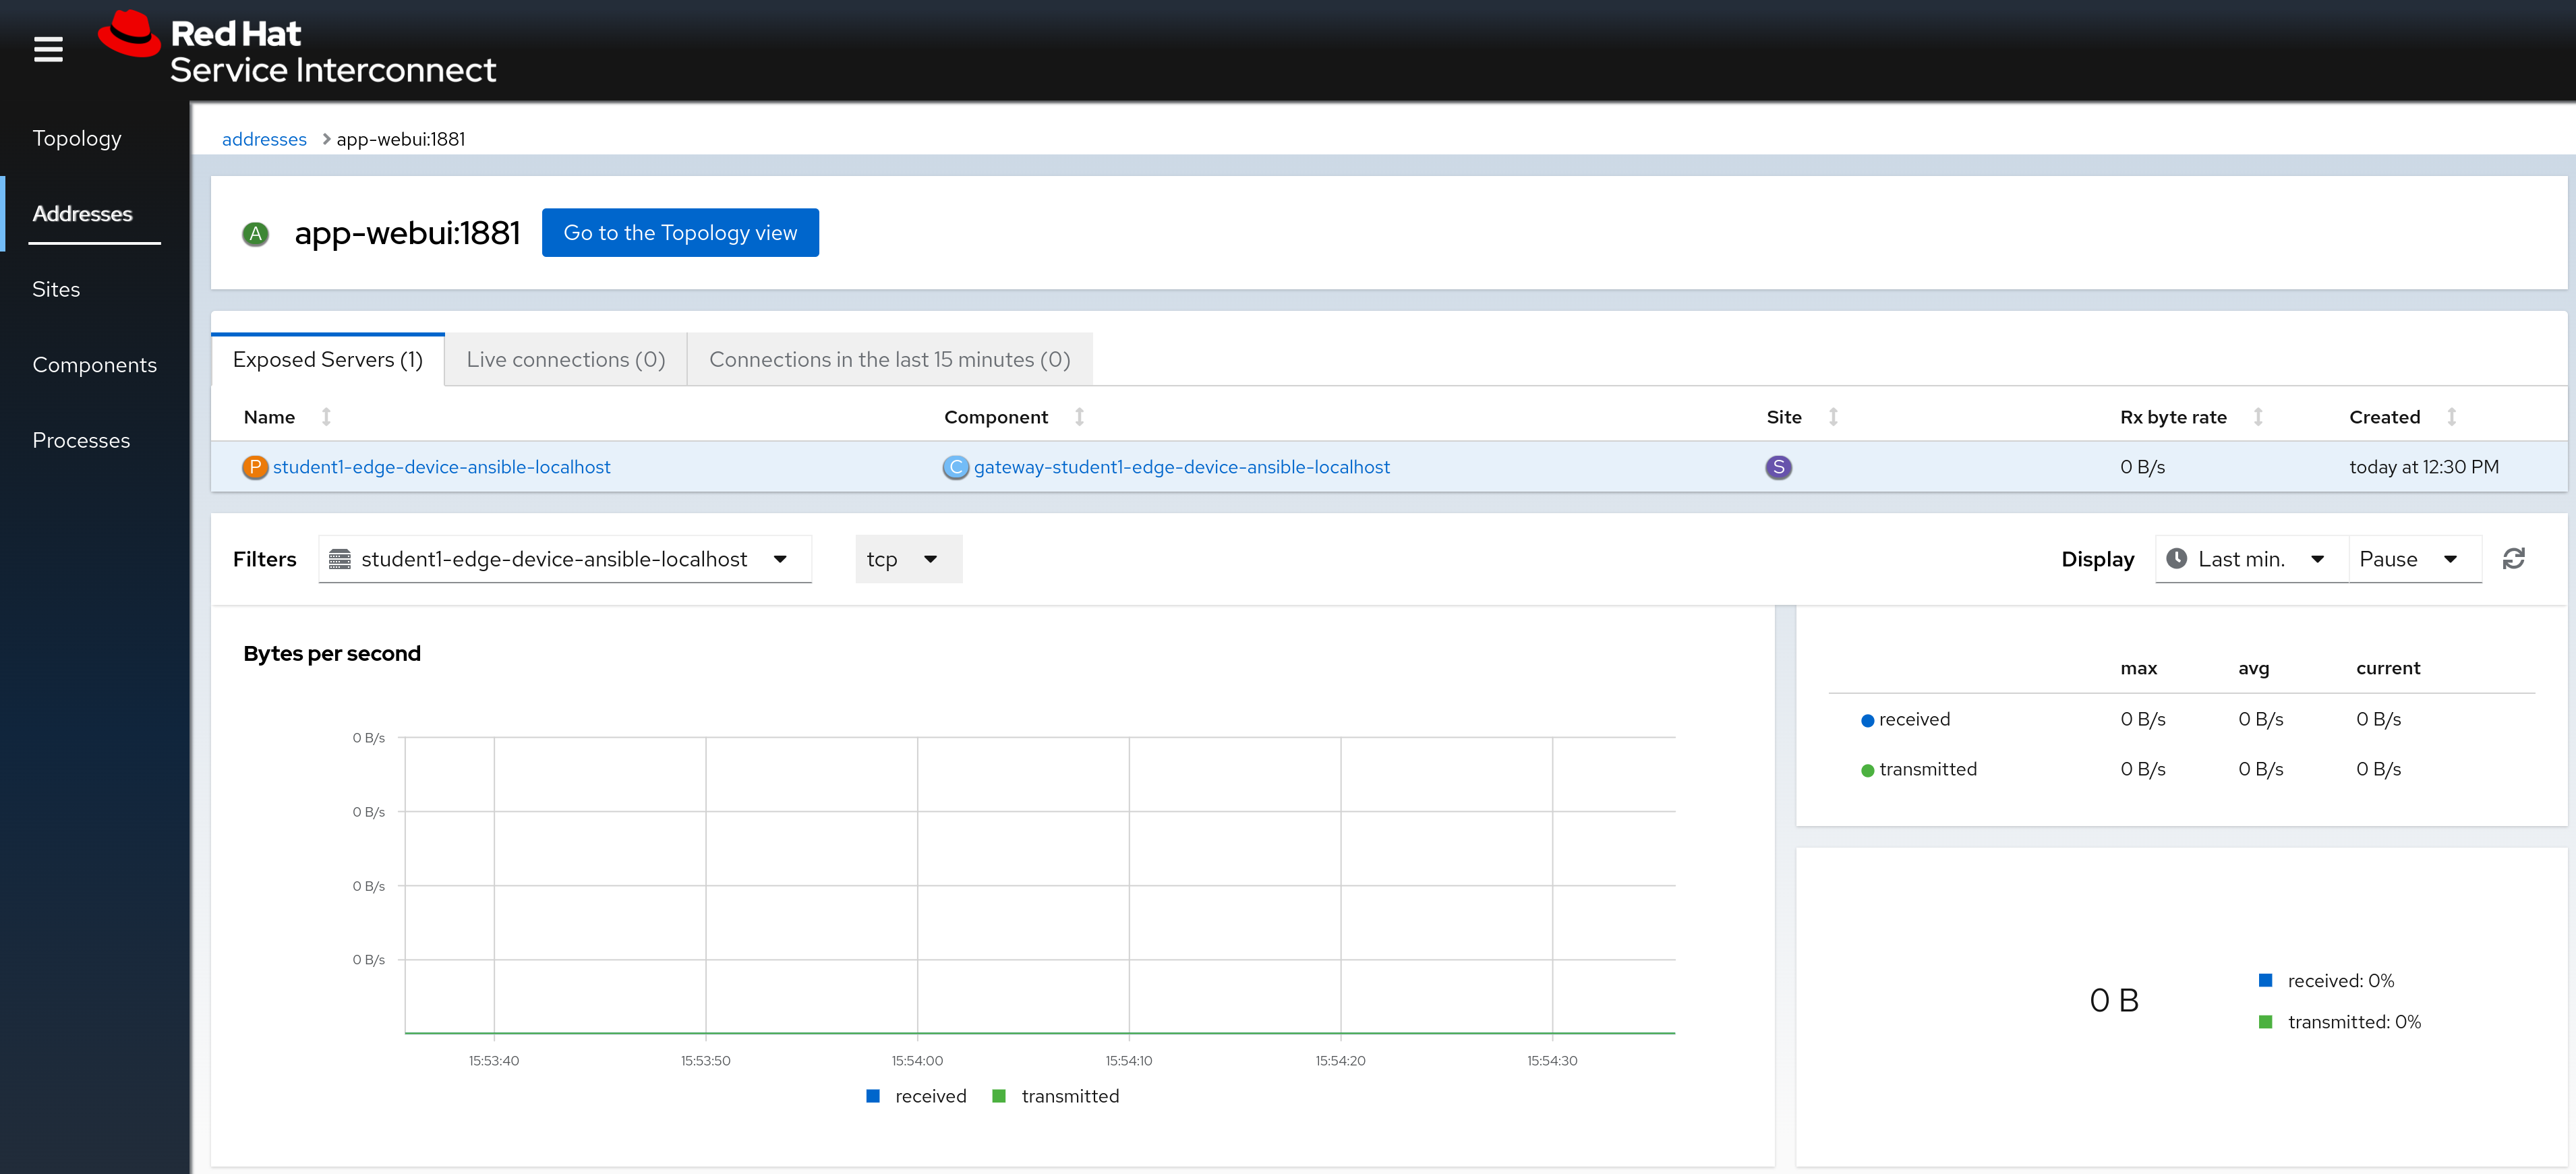 Red Hat
Service Interconnect
Topology
Addresses
Sites
Components
Processes
addresses > app-webui:1881
A app-webui:1881 Go to the Topology view
Exposed Servers (1) Live connections (0) Connections in the last 15 minutes (0)
Name Component Site Rx byte rate Created
P student1-edge-device-ansible-localhost C gateway-student1-edge-device-ansible-localhost S 0 B/s today at 12:30 PM
Filters student1-edge-device-ansible-localhost tcp Display Last min. Pause
Bytes per second
0 B/s
0 B/s
0 B/s
0 B/s
15:53:40 15:53:50 15:54:00 15:54:10 15:54:20 15:54:30
received transmitted
max avg current
received 0 B/s 0 B/s 0 B/s
transmitted 0 B/s 0 B/s 0 B/s
0 B
received: 0%
transmitted: 0%